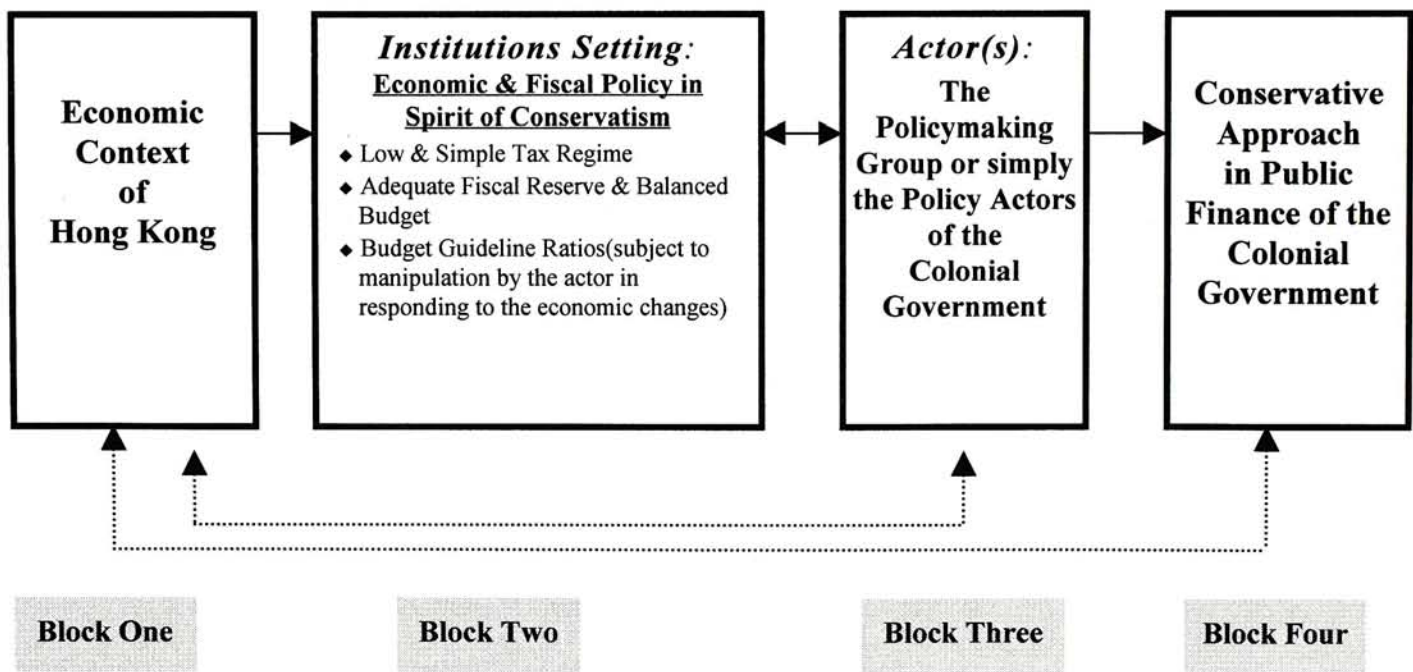 Economic
Context
of
Hong Kong
Institutions Setting:
Economic & Fiscal Policy in
Spirit of Conservatism
◆ Low & Simple Tax Regime
◆ Adequate Fiscal Reserve & Balanced
Budget
◆ Budget Guideline Ratios(subject to
manipulation by the actor in
responding to the economic changes)
Actor(s):
The
Policymaking
Group or simply
the Policy Actors
of the
Colonial
Government
Conservative
Approach
in Public
Finance of the
Colonial
Government
Block One
Block Two
Block Three
Block Four